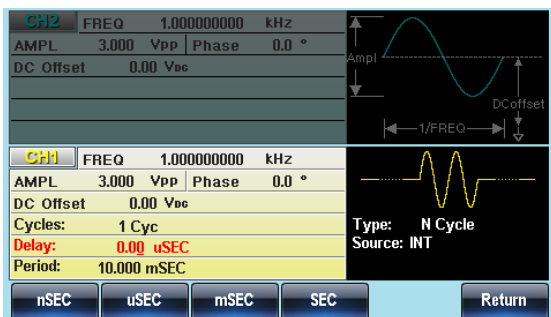 CH2 FREQ 1.000000000 kHz
AMPL 3.000 Vpp Phase 0.0 °
DC Offset 0.00 VDC
Ampl
DCoffset
1/FREQ
CH1 FREQ 1.000000000 kHz
AMPL 3.000 Vpp Phase 0.0 °
DC Offset 0.00 VDC
Cycles: 1 Cyc
Delay: 0.00 uSEC
Period: 10.000 mSEC
Type: N Cycle
Source: INT
nSEC uSEC mSEC SEC Return